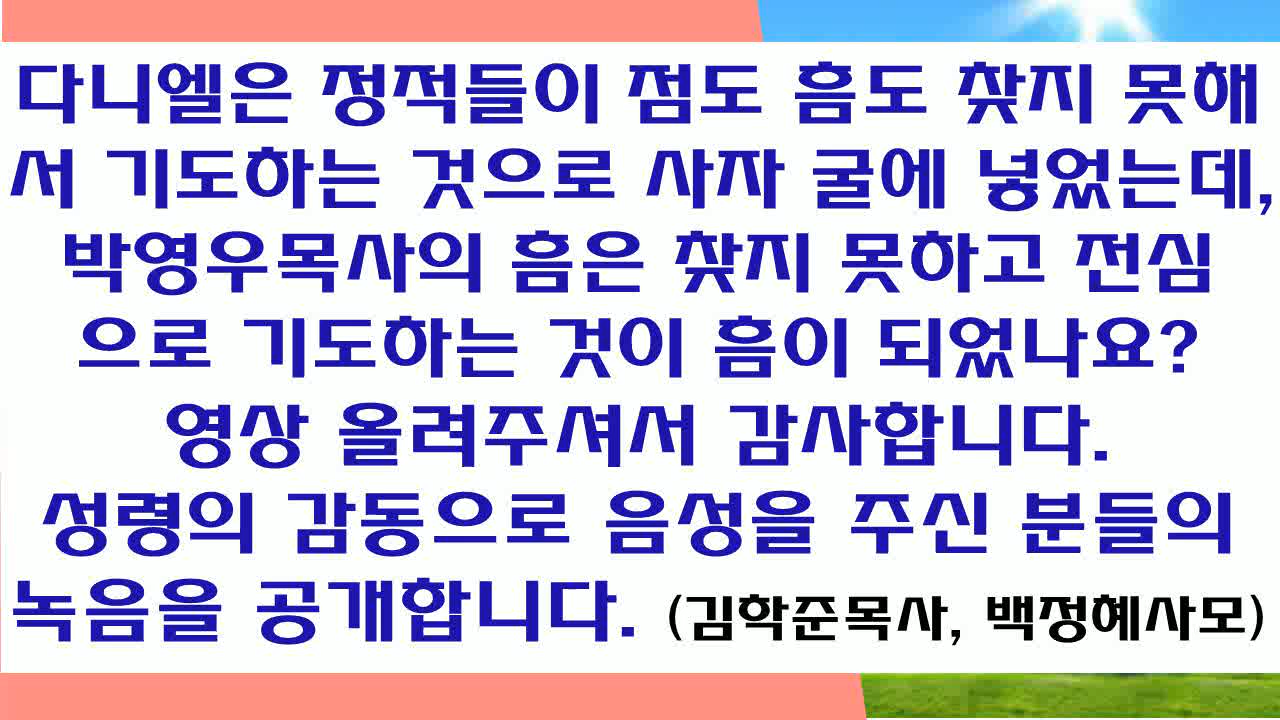 다니엘은 정적들이 점도 흠도 찾지 못해
서 기도하는 것으로 사자 굴에 넣었는데,
박영우목사의 흠은 찾지 못하고 전심
으로 기도하는 것이 흠이 되었나요?
영상 올려주셔서 감사합니다.
성령의 감동으로 음성을 주신 분들의
녹음을 공개합니다. (김학준목사, 백정혜사모)